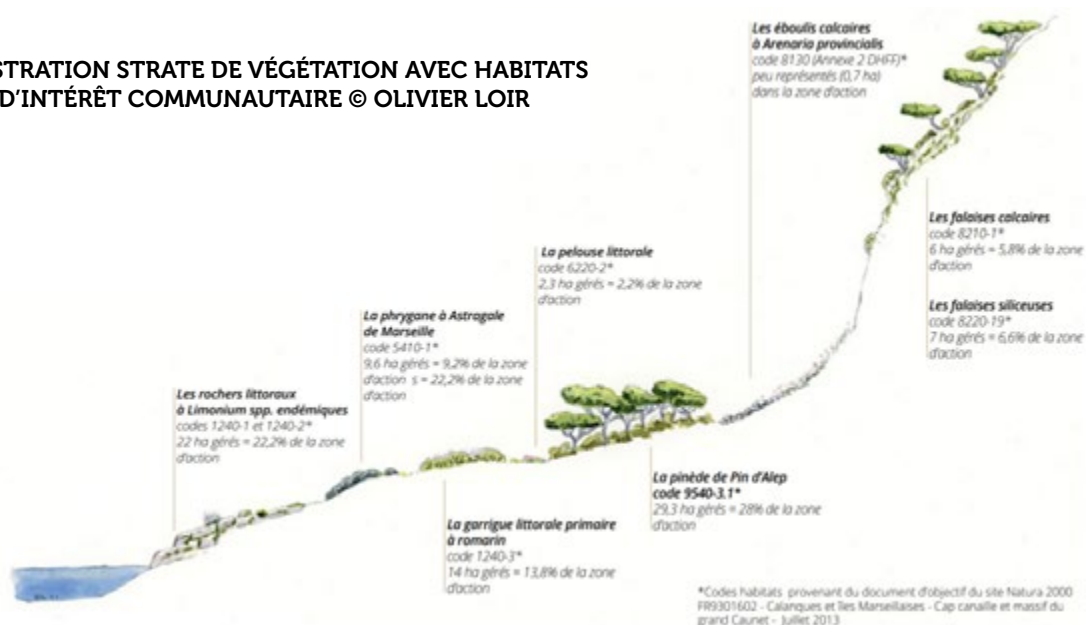 STRATION STRATE DE VÉGÉTATION AVEC HABITATS
D'INTÉRÊT COMMUNAUTAIRE © OLIVIER LOIR
Les éboulis calcaires
à Arenaria provincialis
code 8130 (Annexe 2 DHFF)*
peu représentés (0,7 ha)
dans la zone d'action
Les falaises calcaires
code 8210-1*
6 ha gérés = 5,8% de la zone
d'action
Les falaises siliceuses
code 8220-19*
7 ha gérés = 6,6% de la zone
d'action
La pelouse littorale
code 6220-2*
2,3 ha gérés = 2,2% de la zone
d'action
La phrygane à Astragale
de Marseille
code 5410-1*
9,6 ha gérés = 9,2% de la zone
d'action s = 22,2% de la zone
d'action
Les rochers littoraux
à Limonium spp. endémiques
codes 1240-1 et 1240-2*
22 ha gérés = 22,2% de la zone
d'action
La pinède de Pin d'Alep
code 9540-3.1*
29,3 ha gérés = 28% de la zone
d'action
La garrigue littorale primaire
à romarin
code 1240-3*
14 ha gérés = 13,8% de la zone
d'action
*Codes habitats provenant du document d'objectif du site Natura 2000
FR9301602 - Calanques et îles Marseillaises - Cap canaille et massif du
grand Caunet - Juillet 2013